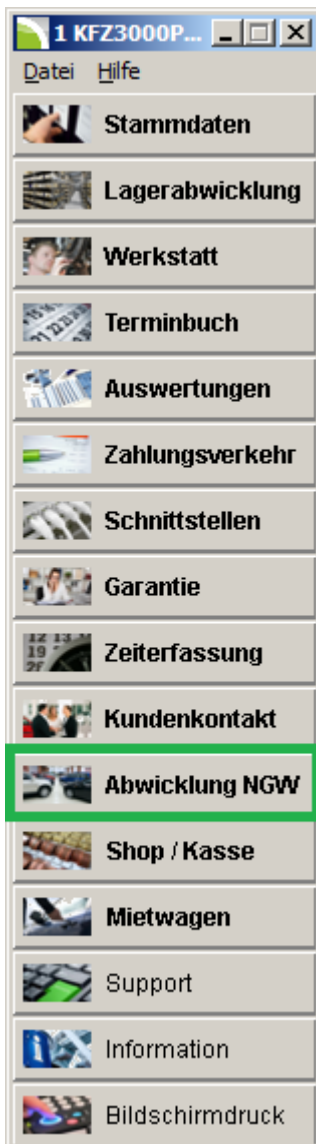 1 KFZ3000P...
Datei Hilfe
Stammdaten
Lagerabwicklung
Werkstatt
Terminbuch
Auswertungen
Zahlungsverkehr
Schnittstellen
Garantie
Zeiterfassung
Kundenkontakt
Abwicklung NGW
Shop / Kasse
Mietwagen
Support
Information
Bildschirmdruck